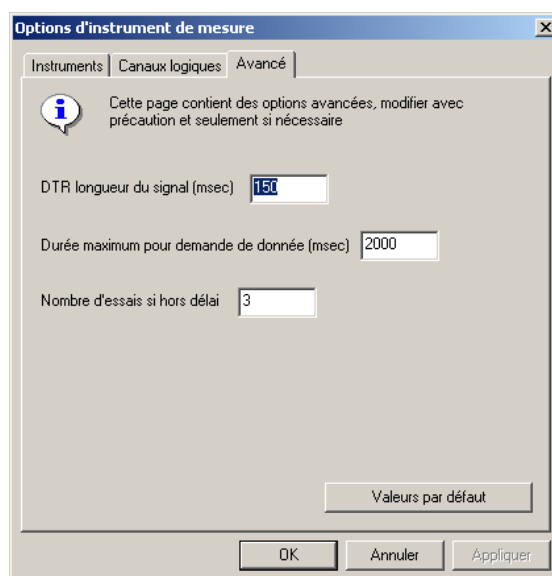 Options d'instrument de mesure
Instruments Canaux logiques Avancé
Cette page contient des options avancées, modifier avec
précaution et seulement si nécessaire
DTR longueur du signal (msec) 150
Durée maximum pour demande de donnée (msec) 2000
Nombre d'essais si hors délai 3
Valeurs par défaut
OK Annuler Appliquer